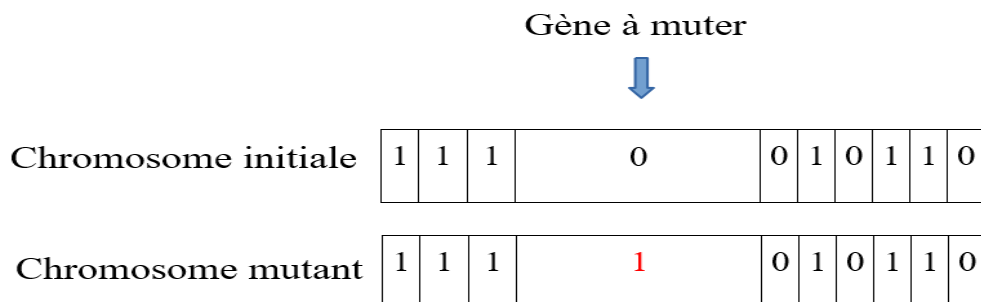 Gène à muter
Chromosome initiale 1 1 1 0 0 1 0 1 1 0
Chromosome mutant 1 1 1 1 0 1 0 1 1 0